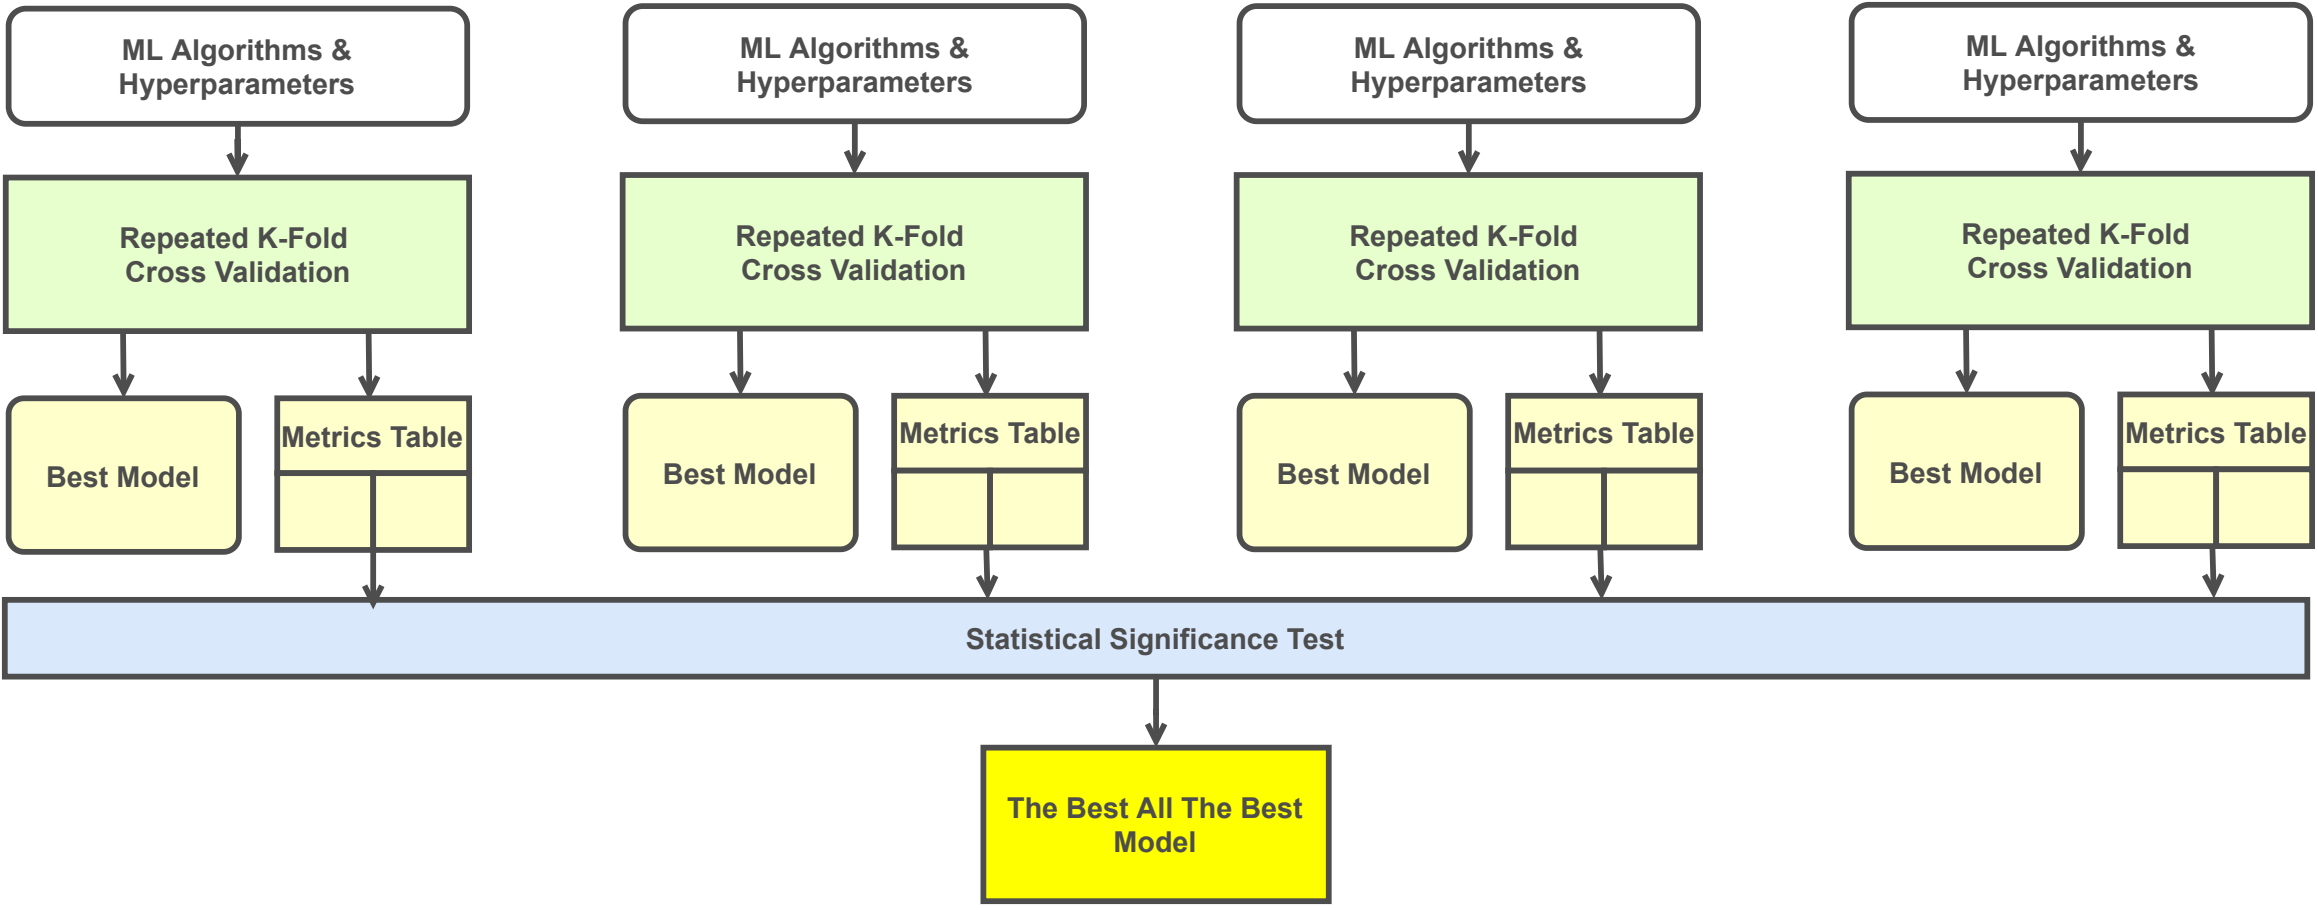 ML Algorithms &
Hyperparameters
ML Algorithms &
Hyperparameters
ML Algorithms &
Hyperparameters
ML Algorithms &
Hyperparameters
Repeated K-Fold
Cross Validation
Repeated K-Fold
Cross Validation
Repeated K-Fold
Cross Validation
Repeated K-Fold
Cross Validation
Best Model
Metrics Table
Best Model
Metrics Table
Best Model
Metrics Table
Best Model
Metrics Table
Statistical Significance Test
The Best All The Best
Model